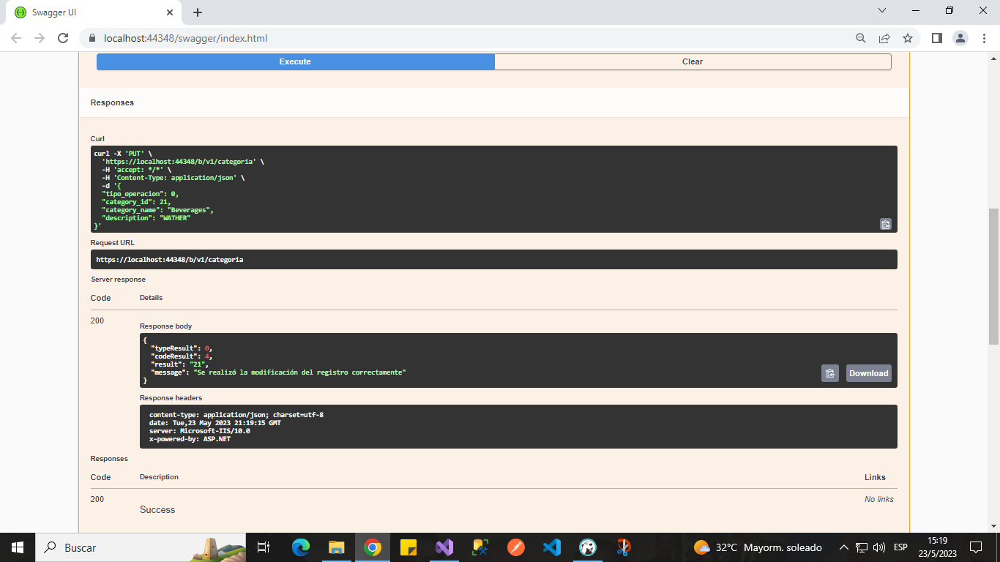 Swagger UI
localhost:44348/swagger/index.html
Execute
Clear
Responses
Curl
curl -X 'PUT' \
'https://localhost:44348/b/v1/categoria' \
-H 'accept: */*' \
-H 'Content-Type: application/json' \
-d '{
"tipo_operacion": 0,
"category_id": 21,
"category_name": "Beverages",
"description": "WATHER"
}'
Request URL
https://localhost:44348/b/v1/categoria
Server response
Code Details
200
Response body
{
"typeResult": 0,
"codeResult": 4,
"result": "21",
"message": "Se realizó la modificación del registro correctamente"
}
Download
Response headers
content-type: application/json; charset=utf-8
date: Tue,23 May 2023 21:19:15 GMT
server: Microsoft-IIS/10.0
x-powered-by: ASP.NET
Responses
Code Description Links
200 No links
Success
Buscar
32°C Mayorm. soleado
ESP
15:19
23/5/2023